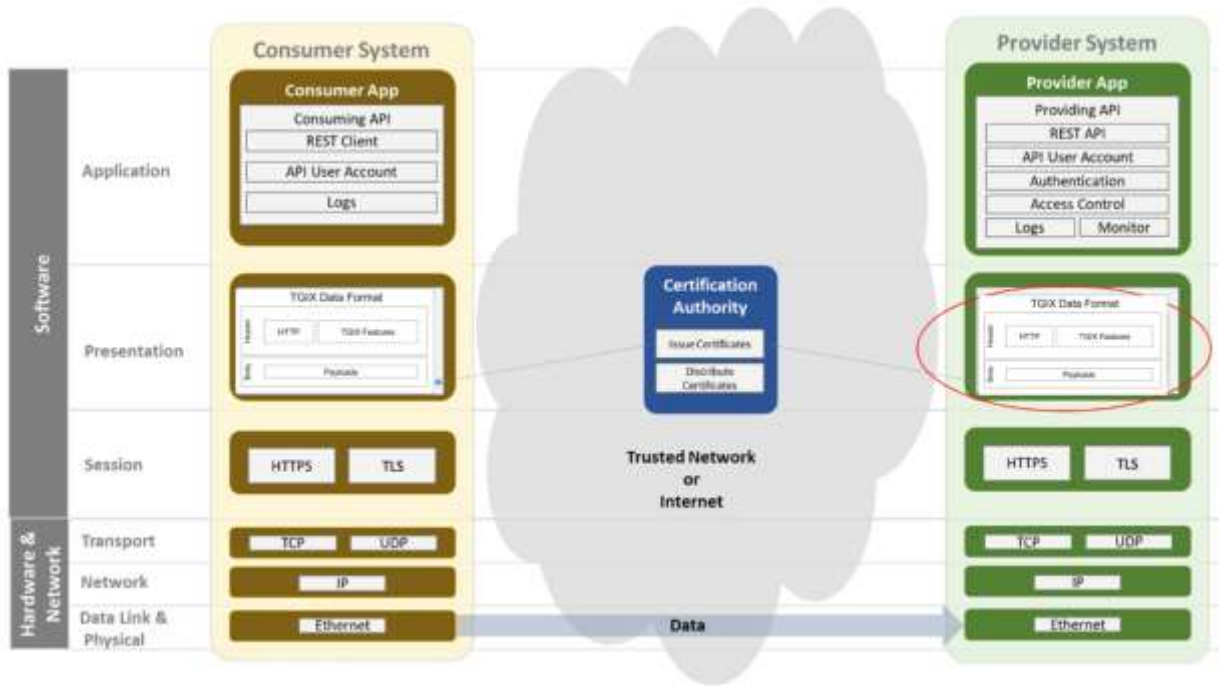 Consumer System
Provider System
Software
Hardware &
Network
Application
Presentation
Session
Transport
Network
Data Link &
Physical
Consumer App
Consuming API
REST Client
API User Account
Logs
TGIX Data Format
Header
HTTP
TGIX Features
Body
Payloads
HTTPS
TLS
TCP
UDP
IP
Ethernet
Certification
Authority
Issue Certificates
Distribute
Certificates
Trusted Network
or
Internet
Data
Provider App
Providing API
REST API
API User Account
Authentication
Access Control
Logs
Monitor
TGIX Data Format
Header
HTTP
TGIX Features
Body
Payloads
HTTPS
TLS
TCP
UDP
IP
Ethernet